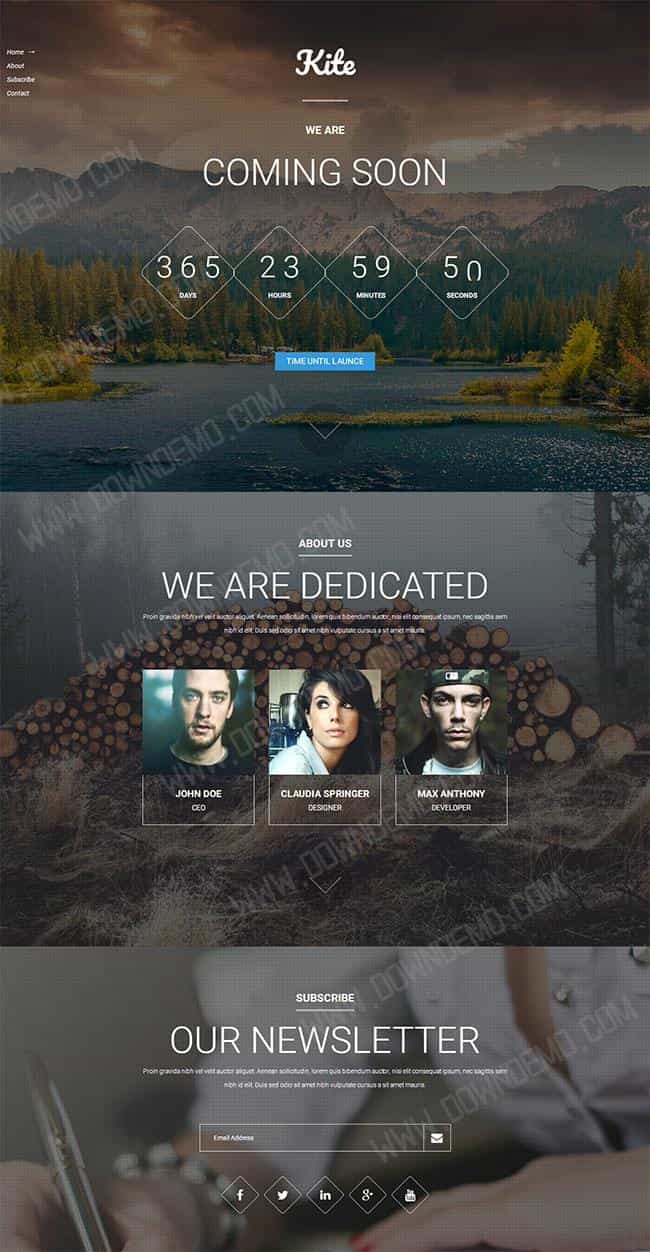 Home →
About
Subscribe
Contact
Kite
WE ARE
COMING SOON
365 23 59 50
DAYS HOURS MINUTES SECONDS
TIME UNTIL LAUNCE
ABOUT US
WE ARE DEDICATED
Proin gravida nibh vel velit auctor aliquet. Aenean sollicitudin, lorem quis bibendum auctor, nisi elit consequat ipsum, nec sagittis sem
nibh id elit. Duis sed odio sit amet nibh vulputate cursus a sit amet mauris.
JOHN DOE CLAUDIA SPRINGER MAX ANTHONY
CEO DESIGNER DEVELOPER
SUBSCRIBE
OUR NEWSLETTER
Proin gravida nibh vel velit auctor aliquet. Aenean sollicitudin, lorem quis bibendum auctor, nisi elit consequat ipsum, nec sagittis sem
nibh id elit. Duis sed odio sit amet nibh vulputate cursus a sit amet mauris.
Email Address
WWW.DOWNDEMO.COM